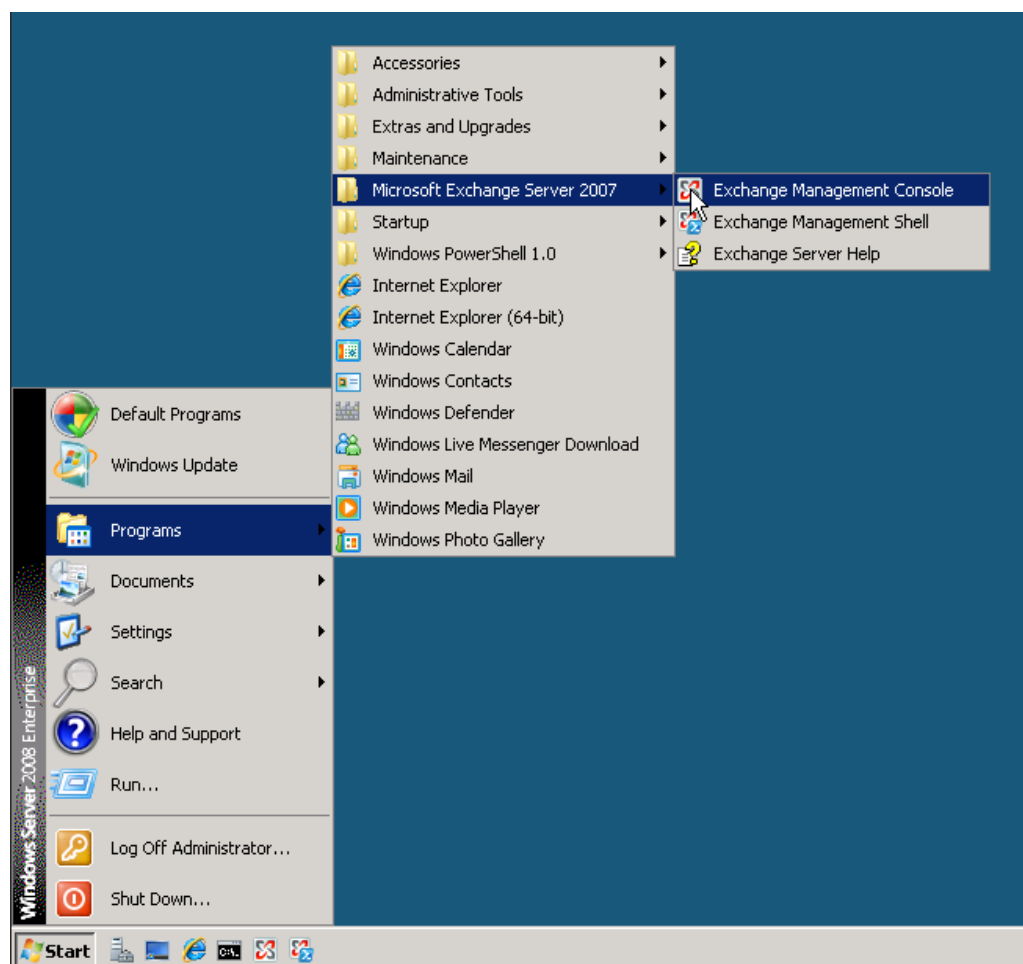 Accessories
Administrative Tools
Extras and Upgrades
Maintenance
Microsoft Exchange Server 2007
Startup
Windows PowerShell 1.0
Internet Explorer
Internet Explorer (64-bit)
Windows Calendar
Windows Contacts
Windows Defender
Windows Live Messenger Download
Windows Mail
Windows Media Player
Windows Photo Gallery
Exchange Management Console
Exchange Management Shell
Exchange Server Help
Default Programs
Windows Update
Programs
Documents
Settings
Search
Help and Support
Run...
Log Off Administrator...
Shut Down...
Windows Server 2008 Enterprise
Start